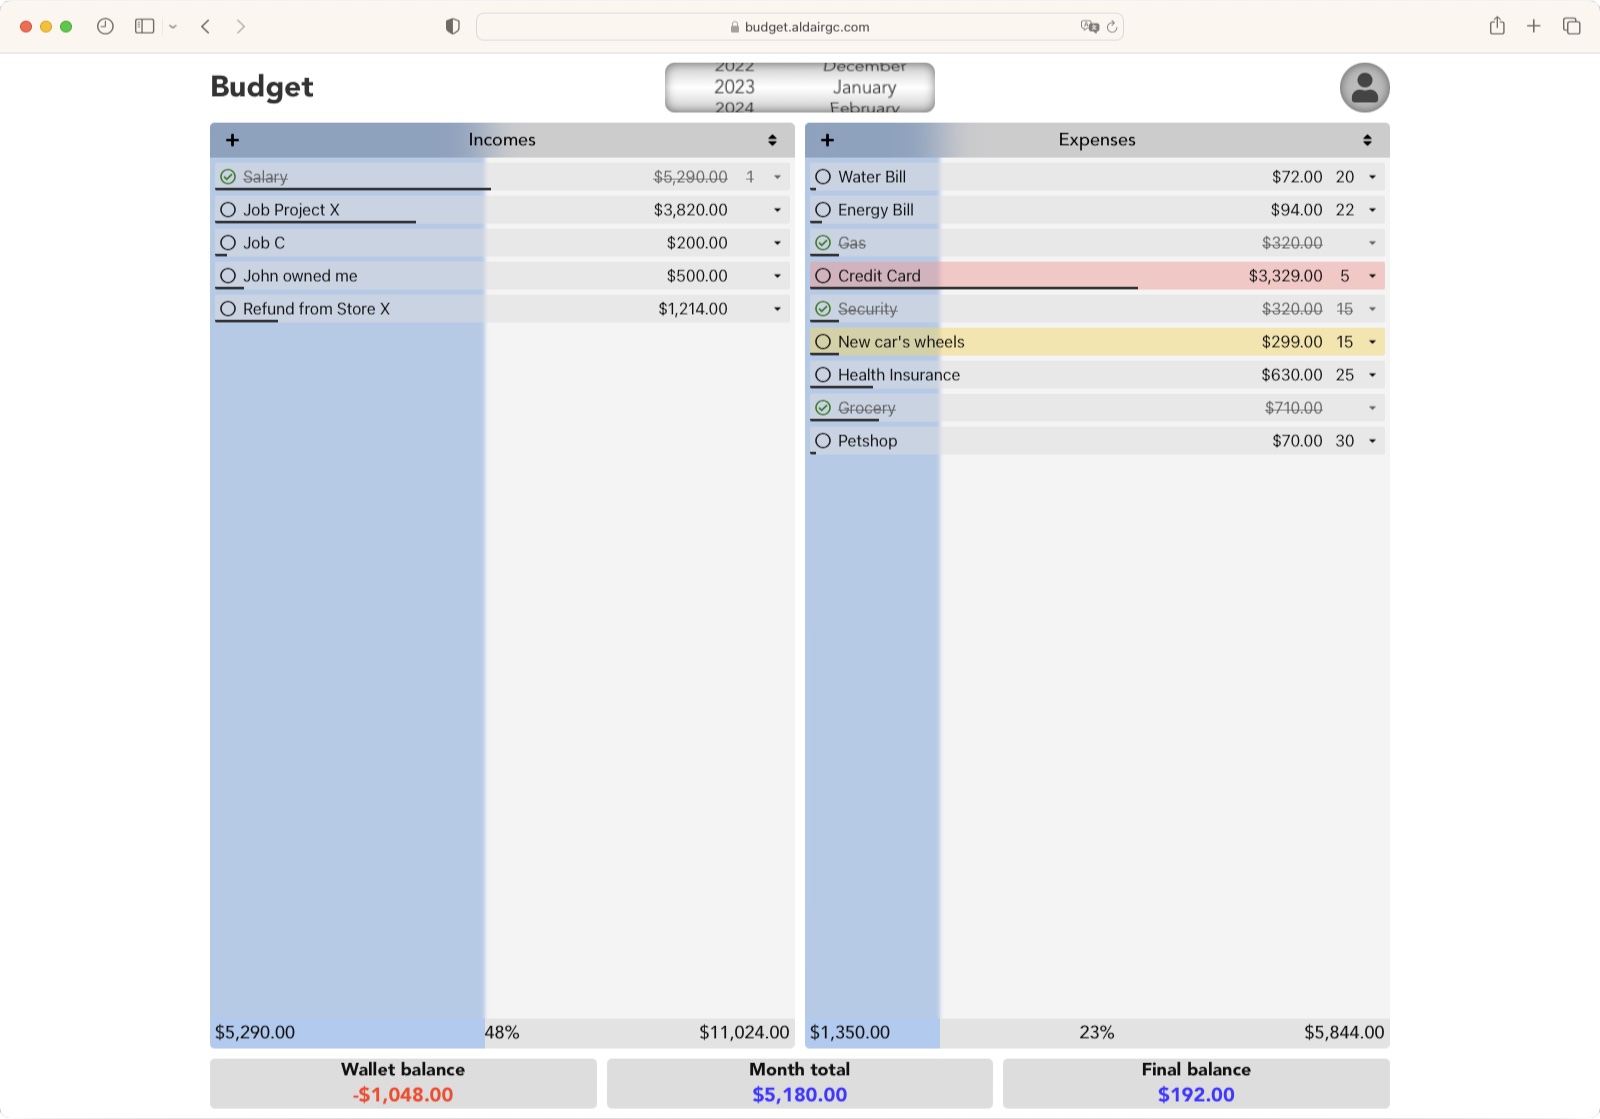 budget.aldairgc.com
Budget
2022 December
2023 January
2024 February
+ Incomes
Salary $5,290.00 1
Job Project X $3,820.00
Job C $200.00
John owned me $500.00
Refund from Store X $1,214.00
$5,290.00 48% $11,024.00
+ Expenses
Water Bill $72.00 20
Energy Bill $94.00 22
Gas $320.00
Credit Card $3,329.00 5
Security $320.00 15
New car's wheels $299.00 15
Health Insurance $630.00 25
Grocery $710.00
Petshop $70.00 30
$1,350.00 23% $5,844.00
Wallet balance
-$1,048.00
Month total
$5,180.00
Final balance
$192.00